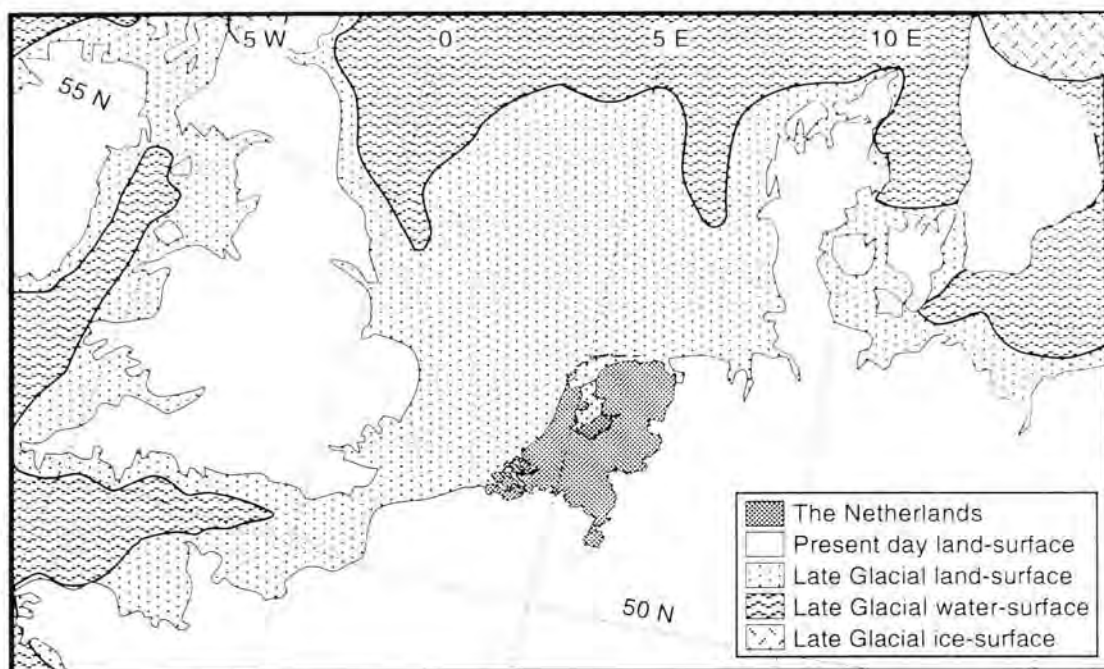 5 W 0 5 E 10 E
55 N
The Netherlands
Present day land-surface
Late Glacial land-surface
Late Glacial water-surface
Late Glacial ice-surface
50 N